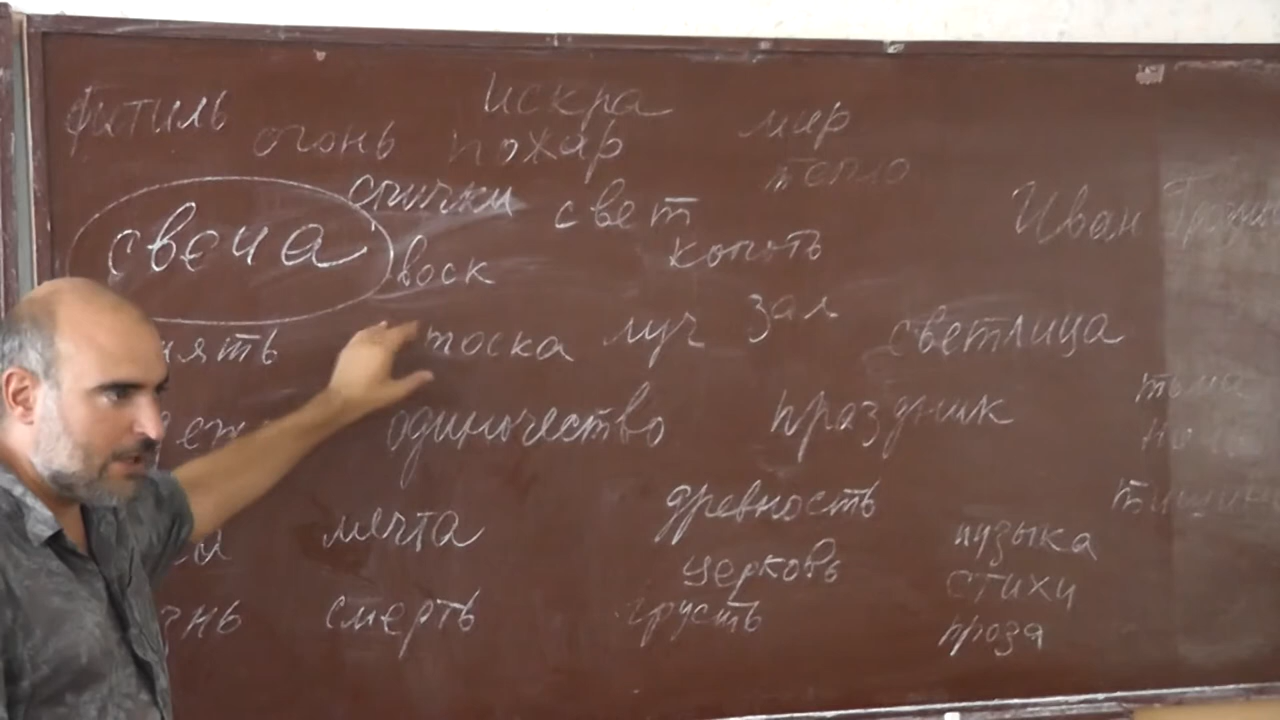 фитиль искра мир
огонь пожар тепло
спички свет Иван
свеча воск копоть
тоска луч зал светлица
одиночество праздник тьма
древность
мечта музыка
церковь стихи
смерть грусть проза